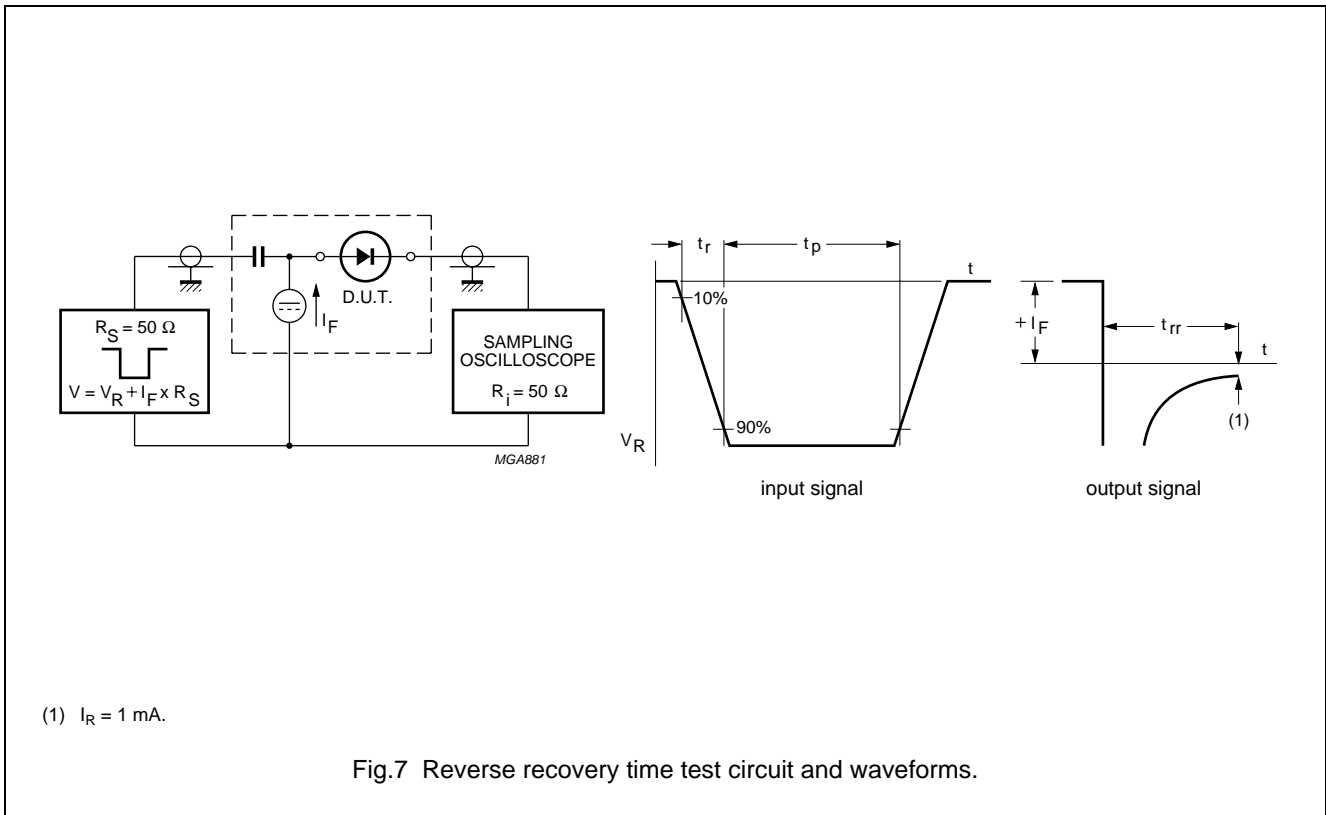 R_S = 50 Ω
V = V_R + I_F x R_S
I_F
D.U.T.
SAMPLING
OSCILLOSCOPE
R_i = 50 Ω
MGA881
t_r
t_p
t
10%
90%
V_R
input signal
+ I_F
t_rr
t
(1)
output signal
(1) I_R = 1 mA.
Fig.7 Reverse recovery time test circuit and waveforms.